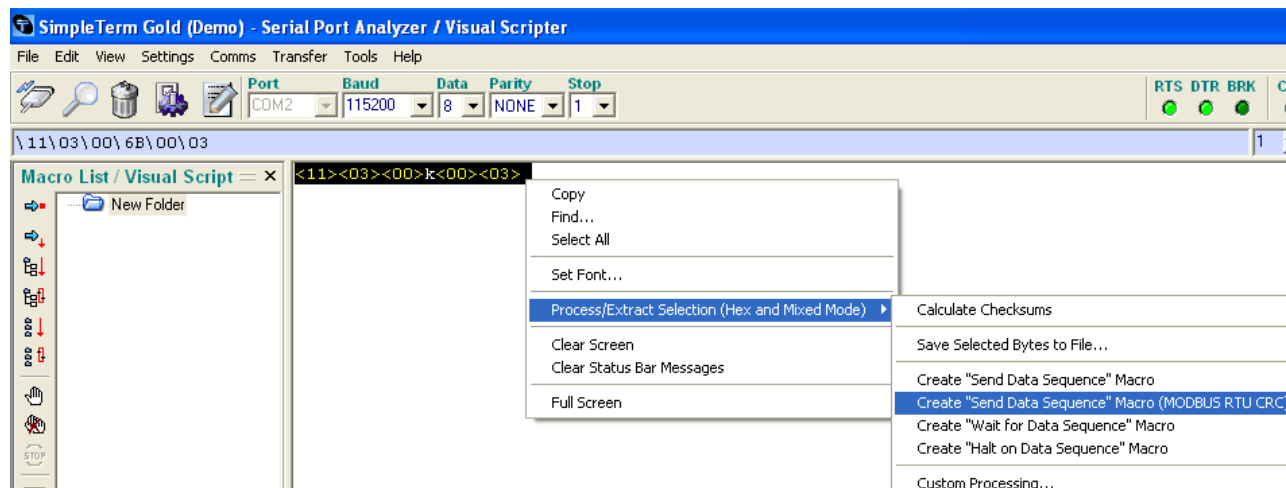 SimpleTerm Gold (Demo) - Serial Port Analyzer / Visual Scripter
File Edit View Settings Comms Transfer Tools Help
Port Baud Data Parity Stop
RTS DTR BRK
COM2 115200 8 NONE 1
\11\03\00\6B\00\03
1
Macro List / Visual Script
<11><03><00>k<00><03>
New Folder
Copy
Find...
Select All
Set Font...
Process/Extract Selection (Hex and Mixed Mode)
Clear Screen
Clear Status Bar Messages
Full Screen
Calculate Checksums
Save Selected Bytes to File...
Create "Send Data Sequence" Macro
Create "Send Data Sequence" Macro (MODBUS RTU CRC)
Create "Wait for Data Sequence" Macro
Create "Halt on Data Sequence" Macro
Custom Processing...
STOP